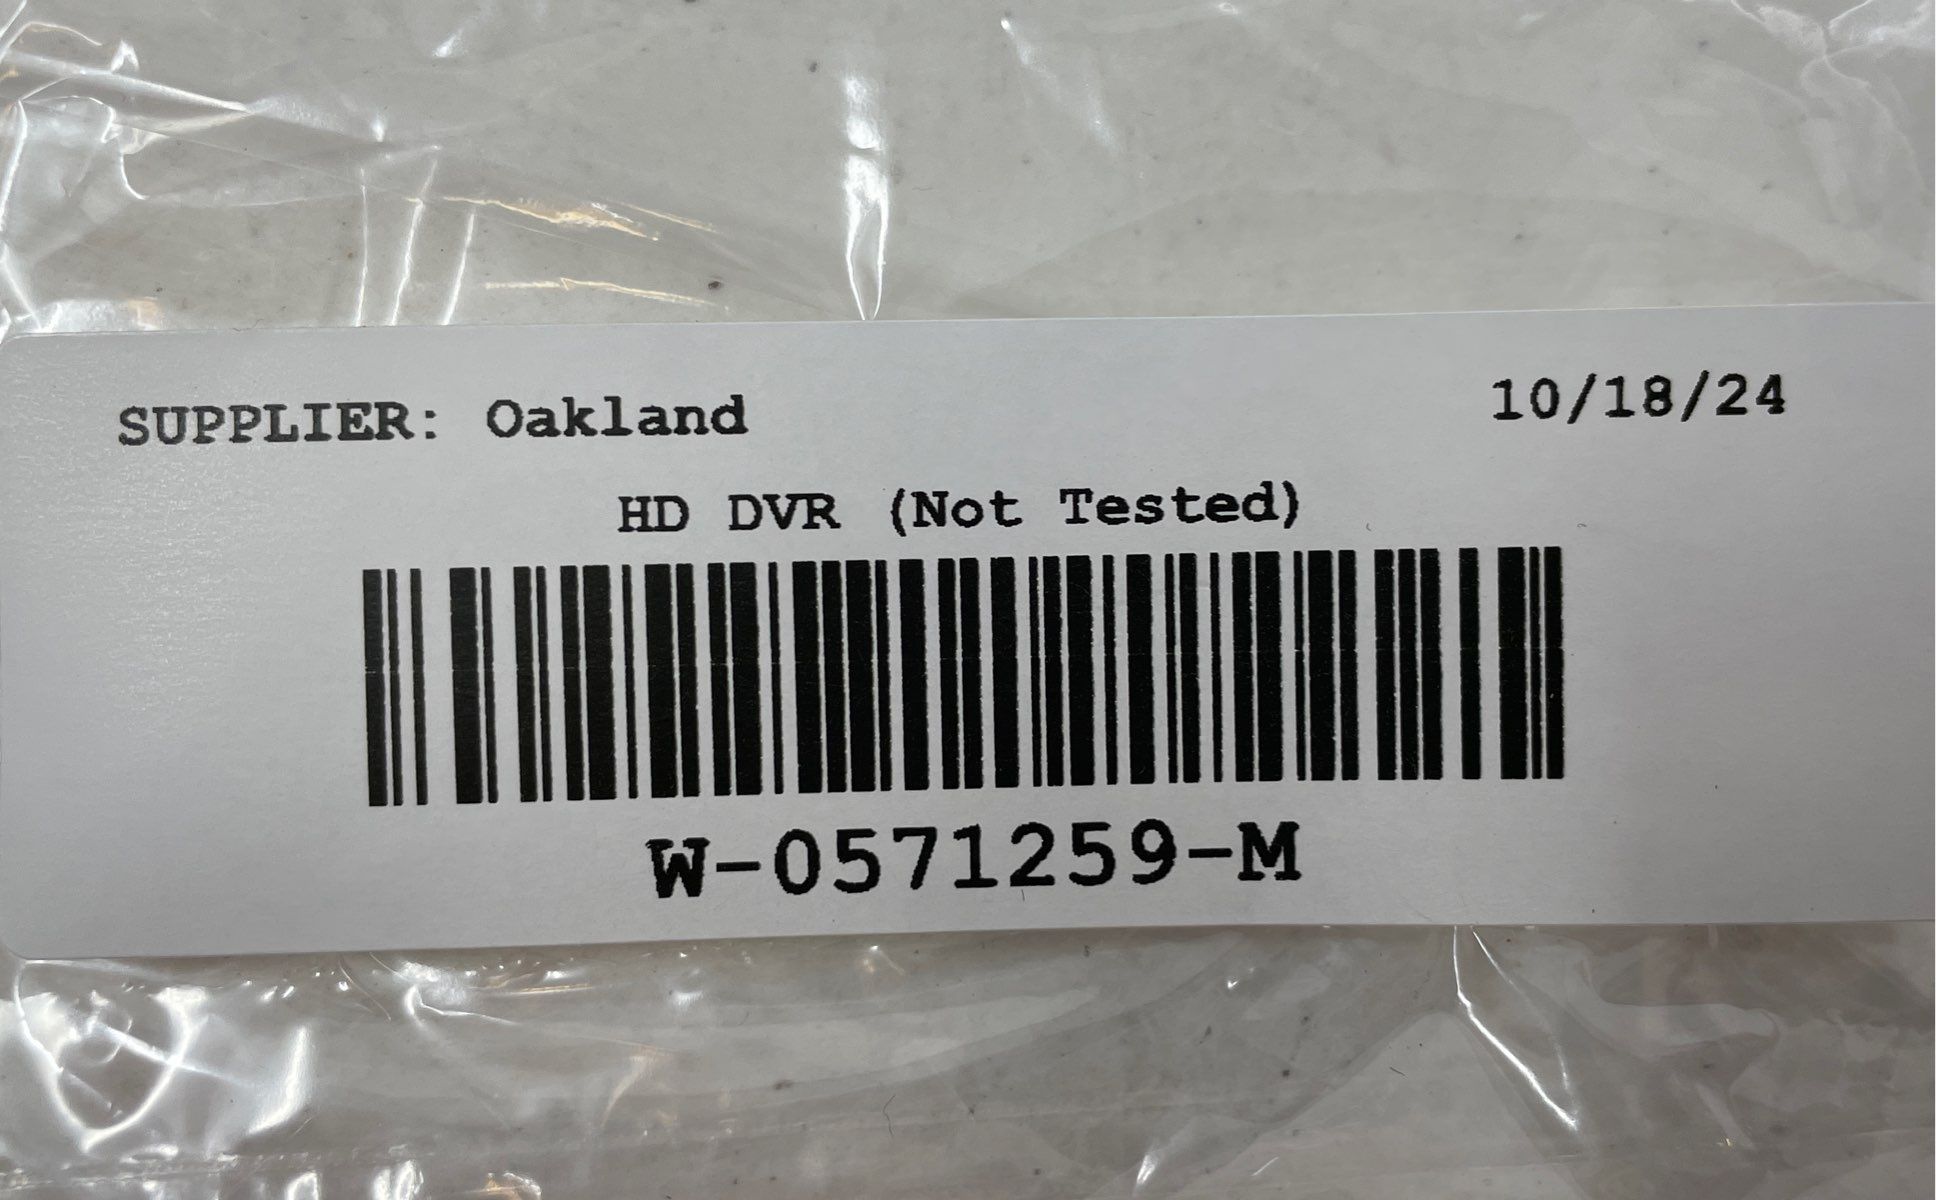 SUPPLIER: Oakland 10/18/24
HD DVR (Not Tested)
W-0571259-M